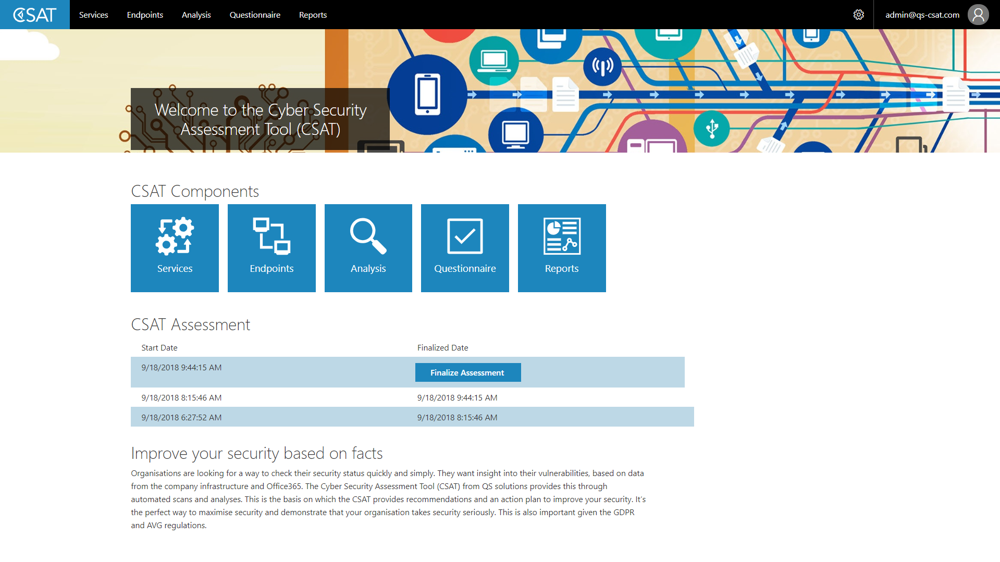 CSAT Services Endpoints Analysis Questionnaire Reports admin@qs-csat.com
Welcome to the Cyber Security
Assessment Tool (CSAT)
CSAT Components
Services Endpoints Analysis Questionnaire Reports
CSAT Assessment
Start Date Finalized Date
9/18/2018 9:44:15 AM Finalize Assessment
9/18/2018 8:15:46 AM 9/18/2018 9:44:15 AM
9/18/2018 6:27:52 AM 9/18/2018 8:15:46 AM
Improve your security based on facts
Organisations are looking for a way to check their security status quickly and simply. They want insight into their vulnerabilities, based on data
from the company infrastructure and Office365. The Cyber Security Assessment Tool (CSAT) from QS solutions provides this through
automated scans and analyses. This is the basis on which the CSAT provides recommendations and an action plan to improve your security. It's
the perfect way to maximise security and demonstrate that your organisation takes security seriously. This is also important given the GDPR
and AVG regulations.